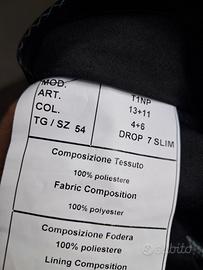 MOD. T1NP
ART. 13+11
COL. 4+6
TG / SZ 54 DROP 7 SLIM
Composizione Tessuto
100% poliestere
Fabric Composition
100% polyester
Composizione Fodera
100% poliestere
Lining Composition
subito